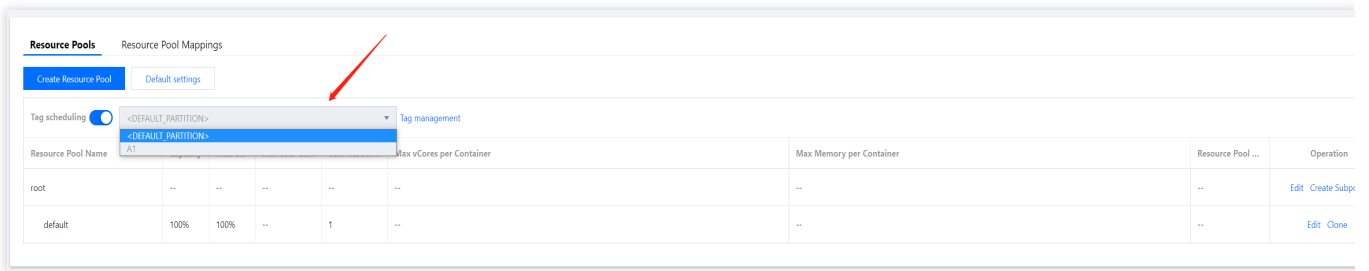 Resource Pools Resource Pool Mappings
Create Resource Pool Default settings
Tag scheduling <DEFAULT_PARTITION> Tag management
<DEFAULT_PARTITION>
A1
Resource Pool Name Max vCores per Container Max Memory per Container Resource Pool ... Operation
root -- -- -- -- -- -- -- Edit Create Subpo
default 100% 100% -- 1 -- -- -- Edit Clone